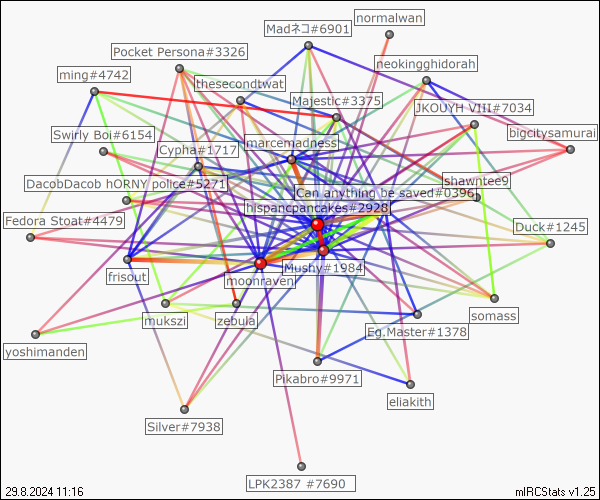 normalwan
Madネコ#6901
Pocket Persona#3326
neokingghidorah
ming#4742
thesecondtwat
Majestic#3375
JKOUYH VIII#7034
Swirly Boi#6154
bigcitysamurai
marcemadness
Cypha#1717
DacobDacob hORNY police#5271
shawntee9
Can anything be saved#0396
hispancpancakes#2928
Fedora Stoat#4479
Duck#1245
Mushy#1984
frisout
moonraven
somass
mukszi
zebula
Eg.Master#1378
yoshimanden
Pikabro#9971
eliakith
Silver#7938
LPK2387 #7690
29.8.2024 11:16
mIRCStats v1.25